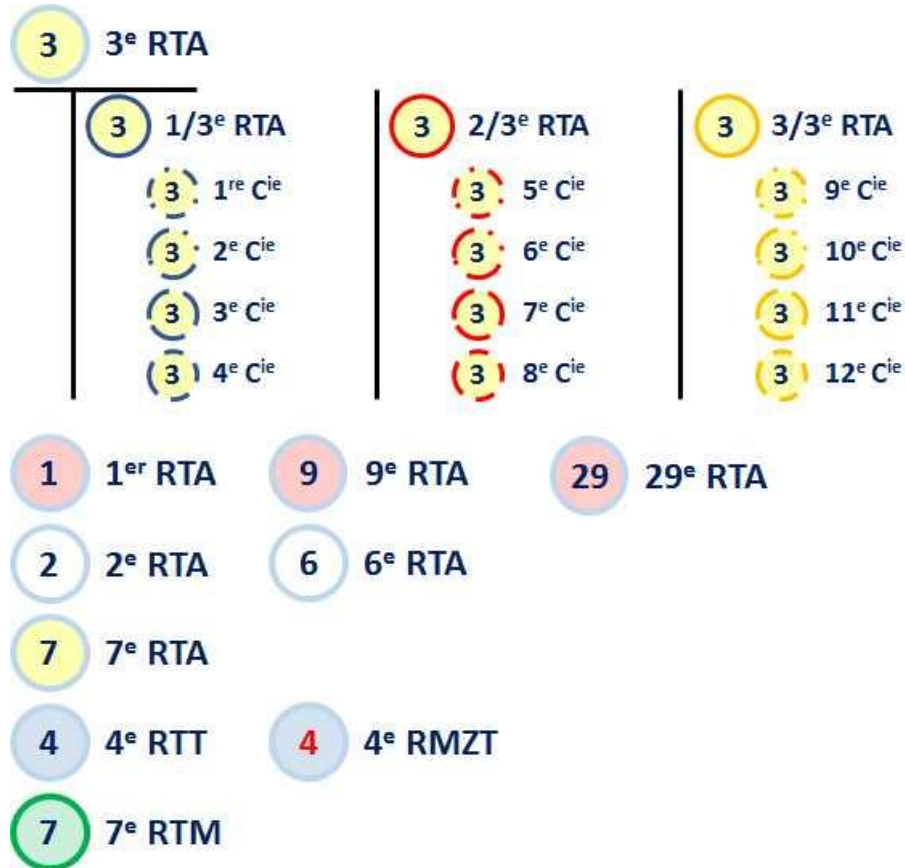 3 3ᵉ RTA
3 1/3ᵉ RTA 3 2/3ᵉ RTA 3 3/3ᵉ RTA
3 1ʳᵉ Cⁱᵉ 3 5ᵉ Cⁱᵉ 3 9ᵉ Cⁱᵉ
3 2ᵉ Cⁱᵉ 3 6ᵉ Cⁱᵉ 3 10ᵉ Cⁱᵉ
3 3ᵉ Cⁱᵉ 3 7ᵉ Cⁱᵉ 3 11ᵉ Cⁱᵉ
3 4ᵉ Cⁱᵉ 3 8ᵉ Cⁱᵉ 3 12ᵉ Cⁱᵉ
1 1ᵉʳ RTA 9 9ᵉ RTA 29 29ᵉ RTA
2 2ᵉ RTA 6 6ᵉ RTA
7 7ᵉ RTA
4 4ᵉ RTT 4 4ᵉ RMZT
7 7ᵉ RTM